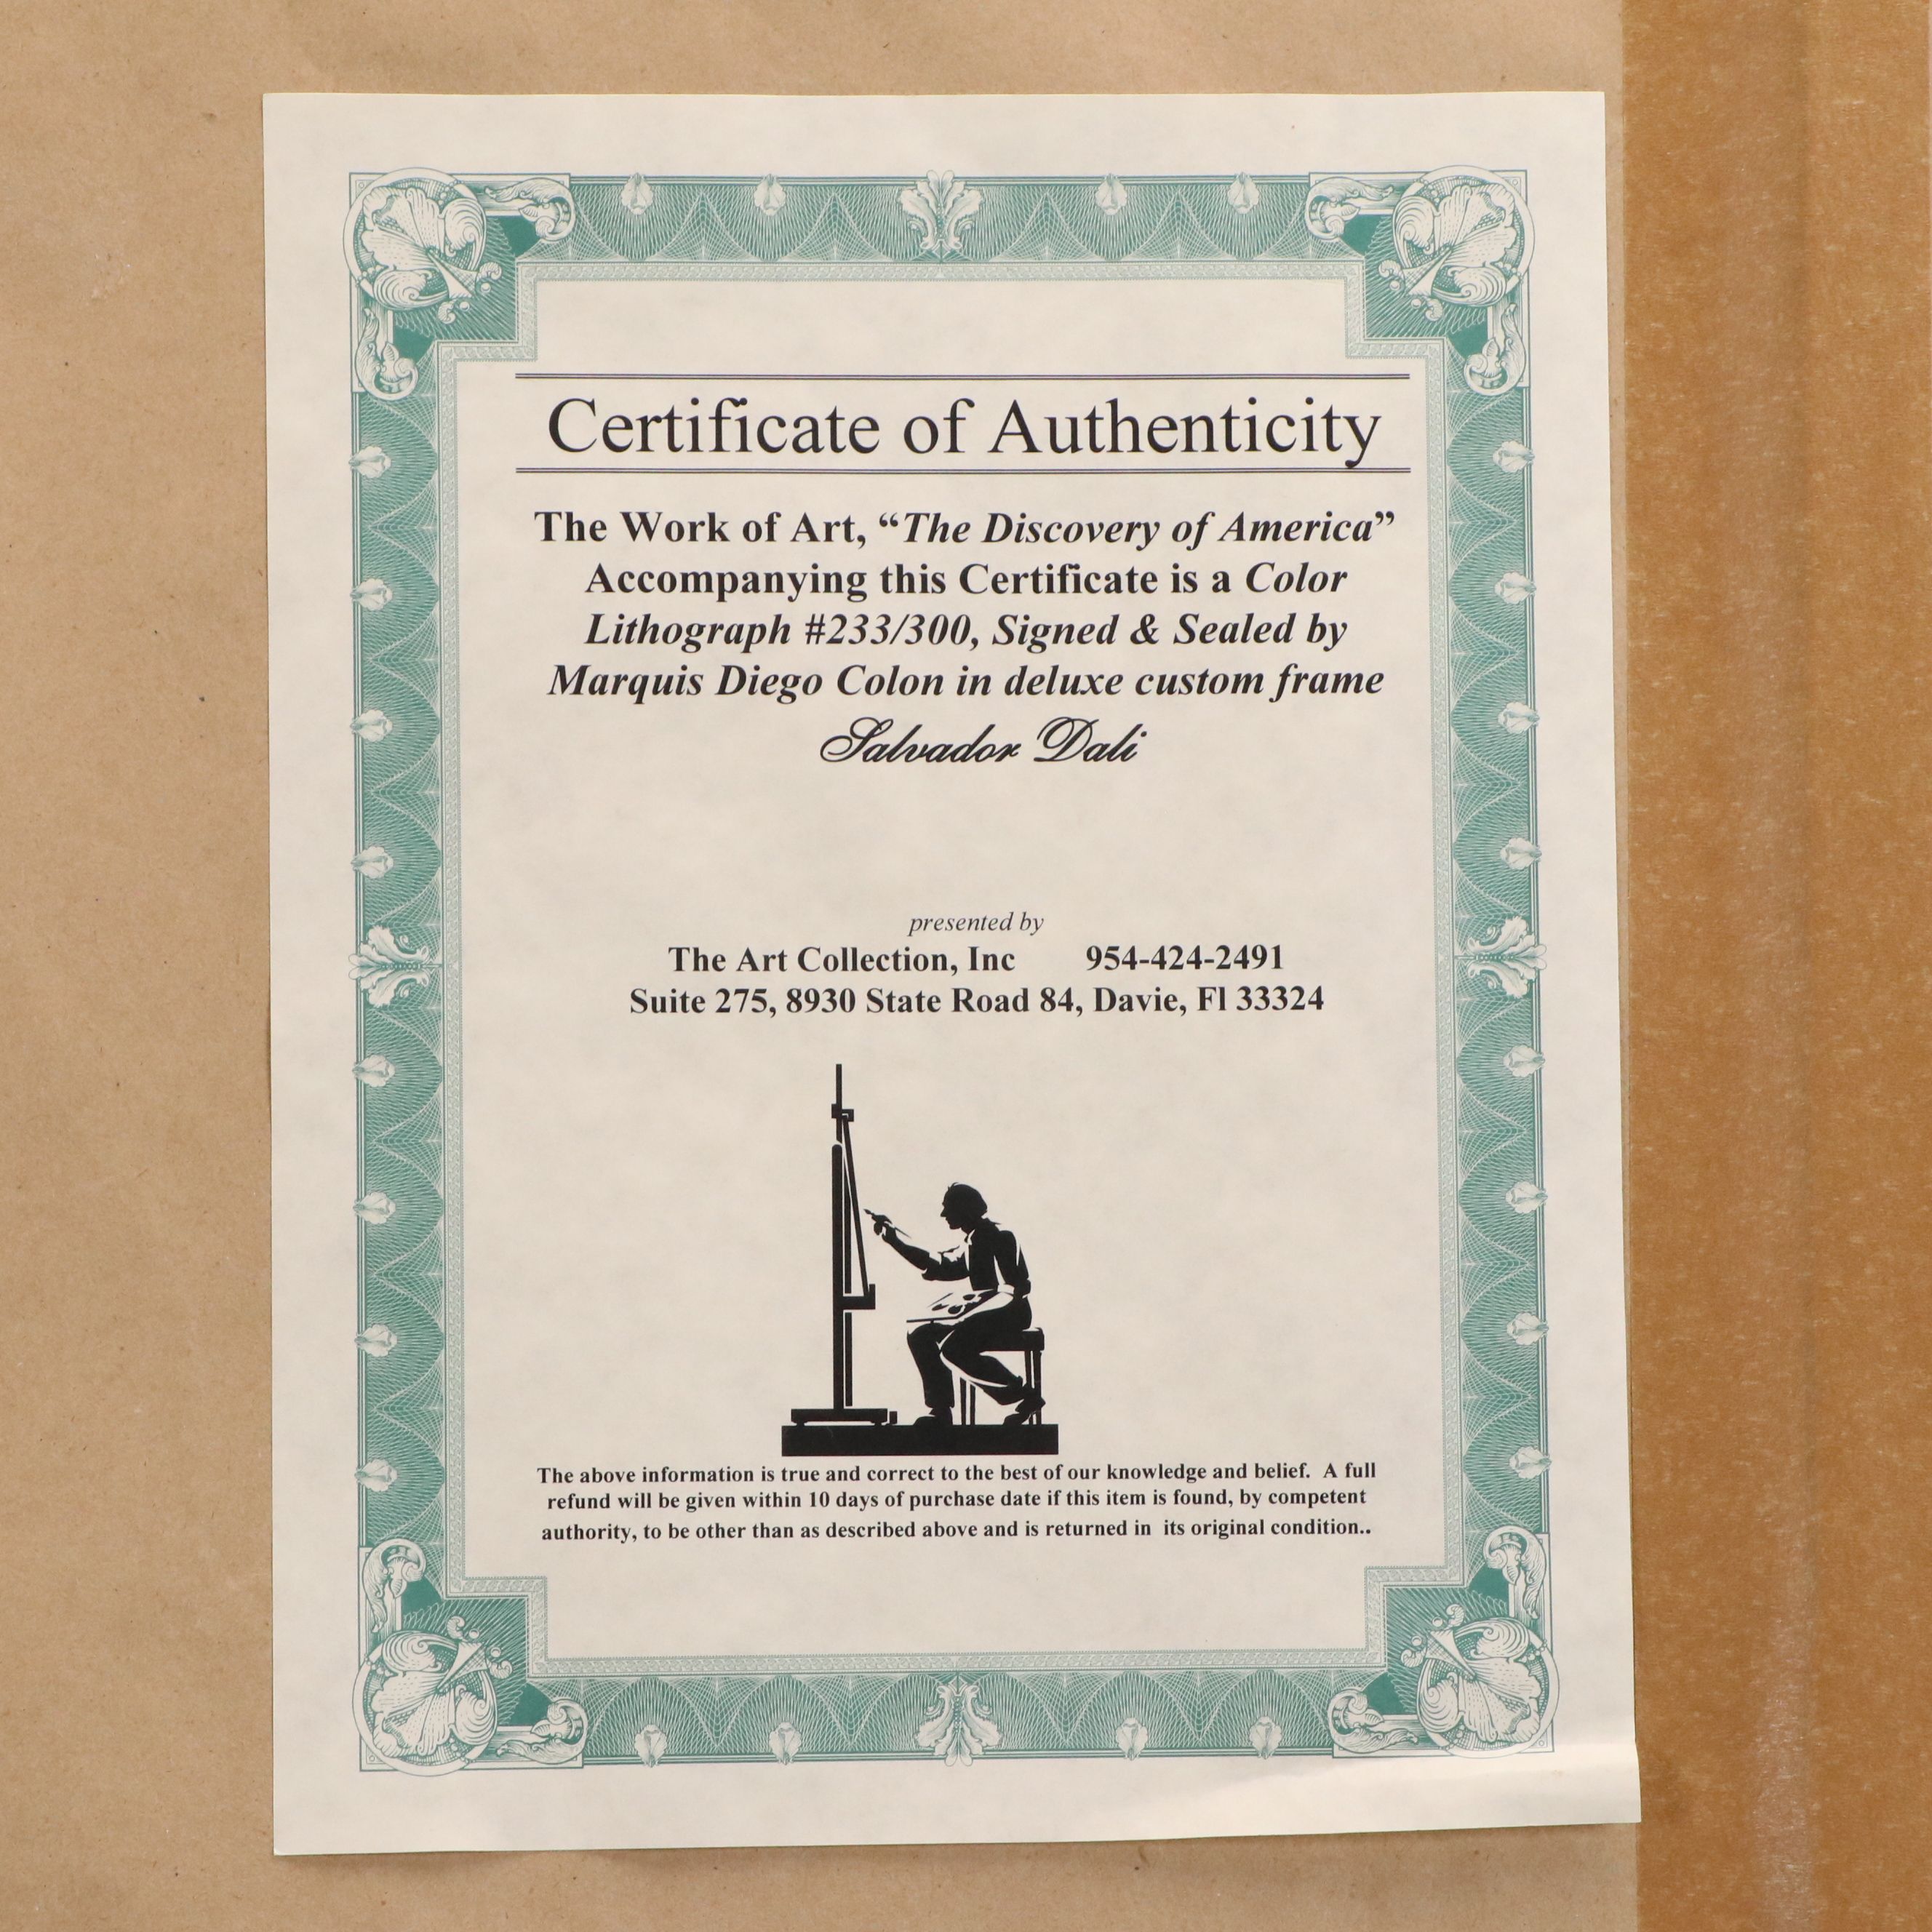 Certificate of Authenticity
The Work of Art, “The Discovery of America”
Accompanying this Certificate is a Color
Lithograph #233/300, Signed & Sealed by
Marquis Diego Colon in deluxe custom frame
Salvador Dali
presented by
The Art Collection, Inc 954-424-2491
Suite 275, 8930 State Road 84, Davie, Fl 33324
The above information is true and correct to the best of our knowledge and belief. A full
refund will be given within 10 days of purchase date if this item is found, by competent
authority, to be other than as described above and is returned in its original condition..